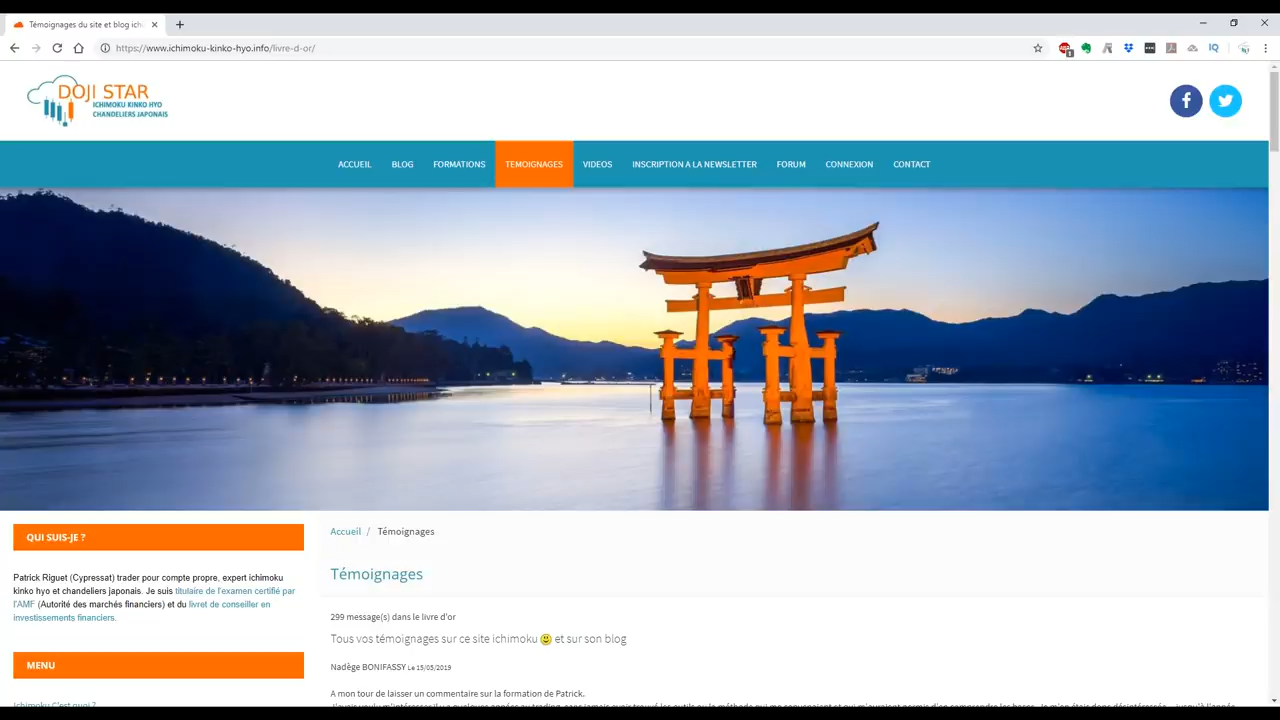 Témoignages du site et blog ich
https://www.ichimoku-kinko-hyo.info/livre-d-or/
DOJI STAR
ICHIMOKU KINKO HYO
CHANDELIERS JAPONAIS
ACCUEIL BLOG FORMATIONS TEMOIGNAGES VIDEOS INSCRIPTION A LA NEWSLETTER FORUM CONNEXION CONTACT
QUI SUIS-JE ?
Patrick Riguet (Cypressat) trader pour compte propre, expert ichimoku
kinko hyo et chandeliers japonais. Je suis titulaire de l'examen certifié par
l'AMF (Autorité des marchés financiers) et du livret de conseiller en
investissements financiers.
MENU
Ichimoku C'est quoi ?
Accueil / Témoignages
Témoignages
299 message(s) dans le livre d'or
Tous vos témoignages sur ce site ichimoku et sur son blog
Nadège BONIFASSY Le 15/05/2019
A mon tour de laisser un commentaire sur la formation de Patrick.